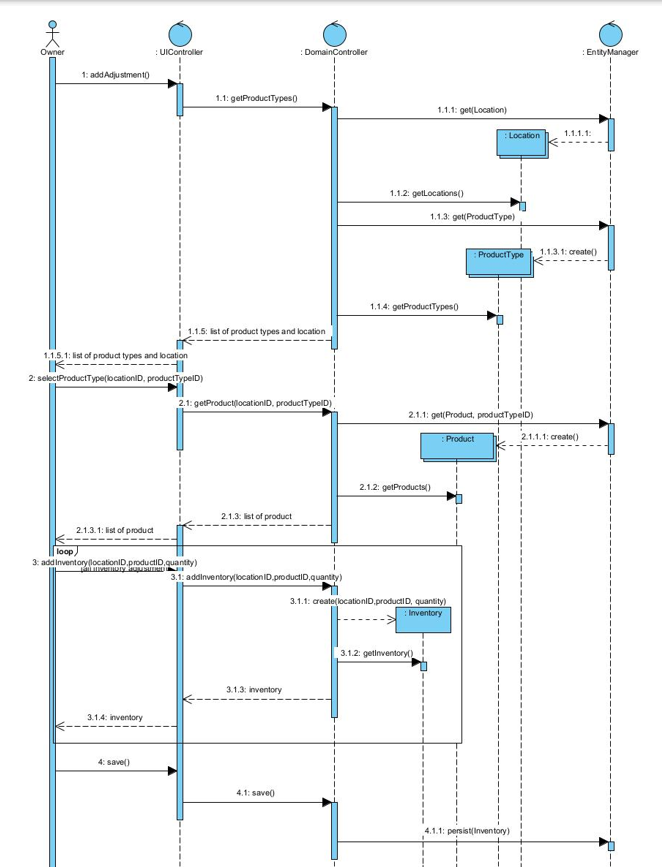 Owner
: UIController
: DomainController
: EntityManager
1: addAdjustment()
1.1: getProductTypes()
1.1.1: get(Location)
: Location
1.1.1.1:
1.1.2: getLocations()
1.1.3: get(ProductType)
: ProductType
1.1.3.1: create()
1.1.4: getProductTypes()
1.1.5: list of product types and location
1.1.5.1: list of product types and location
2: selectProductType(locationID, productTypeID)
2.1: getProduct(locationID, productTypeID)
2.1.1: get(Product, productTypeID)
: Product
2.1.1.1: create()
2.1.2: getProducts()
2.1.3: list of product
2.1.3.1: list of product
loop
3: addInventory(locationID,productID,quantity)
3.1: addInventory(locationID,productID,quantity)
3.1.1: create(locationID,productID, quantity)
: Inventory
3.1.2: getInventory()
3.1.3: inventory
3.1.4: inventory
4: save()
4.1: save()
4.1.1: persist(Inventory)